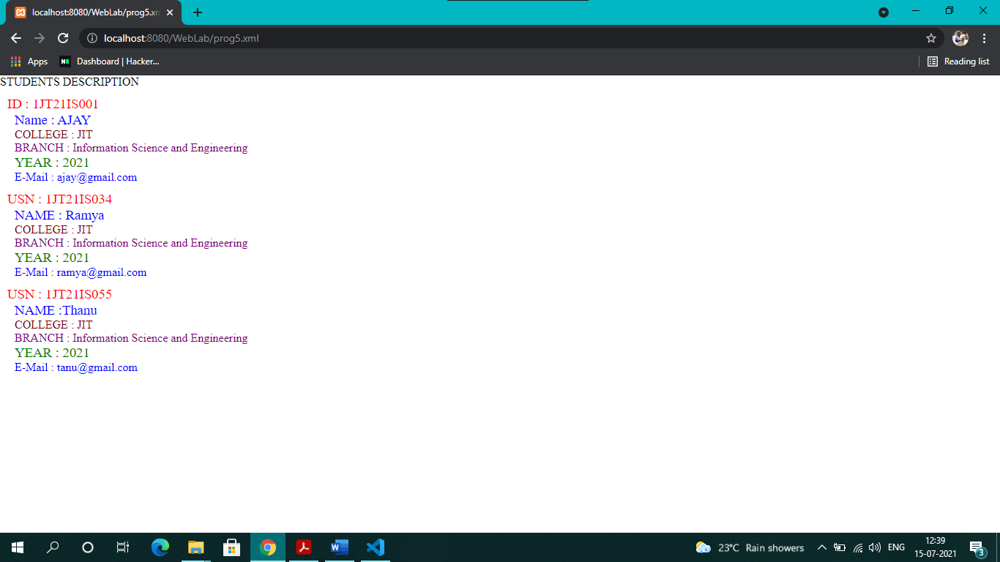 localhost:8080/WebLab/prog5.xm
localhost:8080/WebLab/prog5.xml
Apps
Dashboard | Hacker...
Reading list
STUDENTS DESCRIPTION
ID : 1JT21IS001
Name : AJAY
COLLEGE : JIT
BRANCH : Information Science and Engineering
YEAR : 2021
E-Mail : ajay@gmail.com
USN : 1JT21IS034
NAME : Ramya
COLLEGE : JIT
BRANCH : Information Science and Engineering
YEAR : 2021
E-Mail : ramya@gmail.com
USN : 1JT21IS055
NAME :Thanu
COLLEGE : JIT
BRANCH : Information Science and Engineering
YEAR : 2021
E-Mail : tanu@gmail.com
23°C Rain showers
ENG
12:39
15-07-2021
3